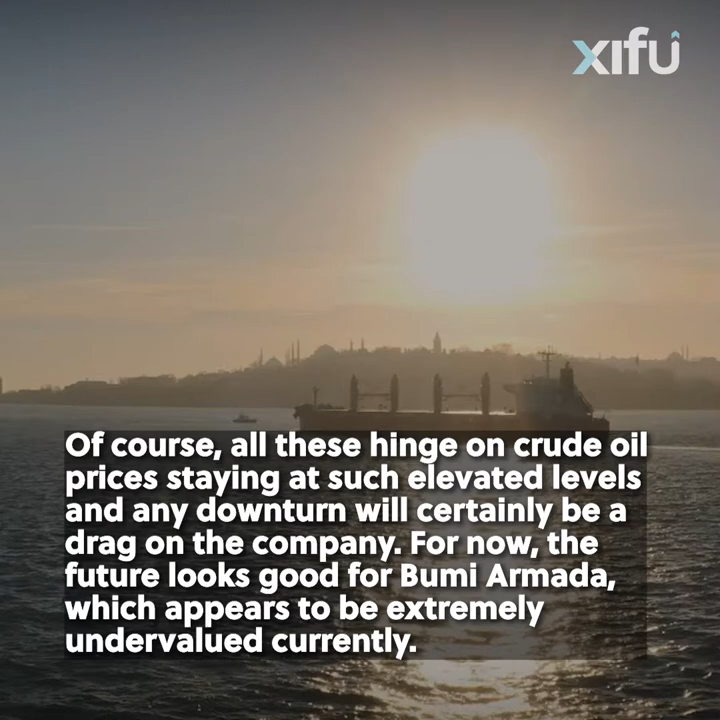 xifu
Of course, all these hinge on crude oil
prices staying at such elevated levels
and any downturn will certainly be a
drag on the company. For now, the
future looks good for Bumi Armada,
which appears to be extremely
undervalued currently.